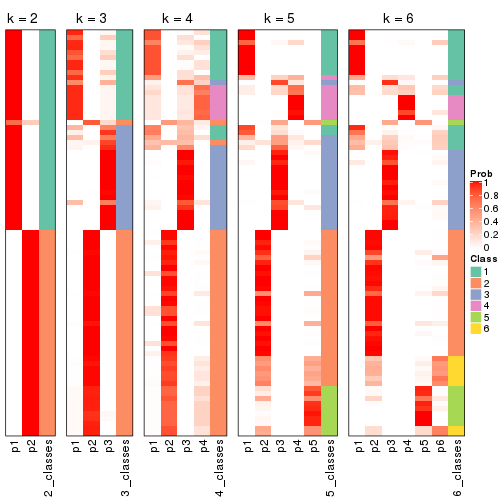 k = 2
k = 3
k = 4
k = 5
k = 6
p1
p2
2_classes
p1
p2
p3
3_classes
p1
p2
p3
p4
4_classes
p1
p2
p3
p4
p5
5_classes
p1
p2
p3
p4
p5
p6
6_classes
Prob
1
0.8
0.6
0.4
0.2
0
Class
1
2
3
4
5
6